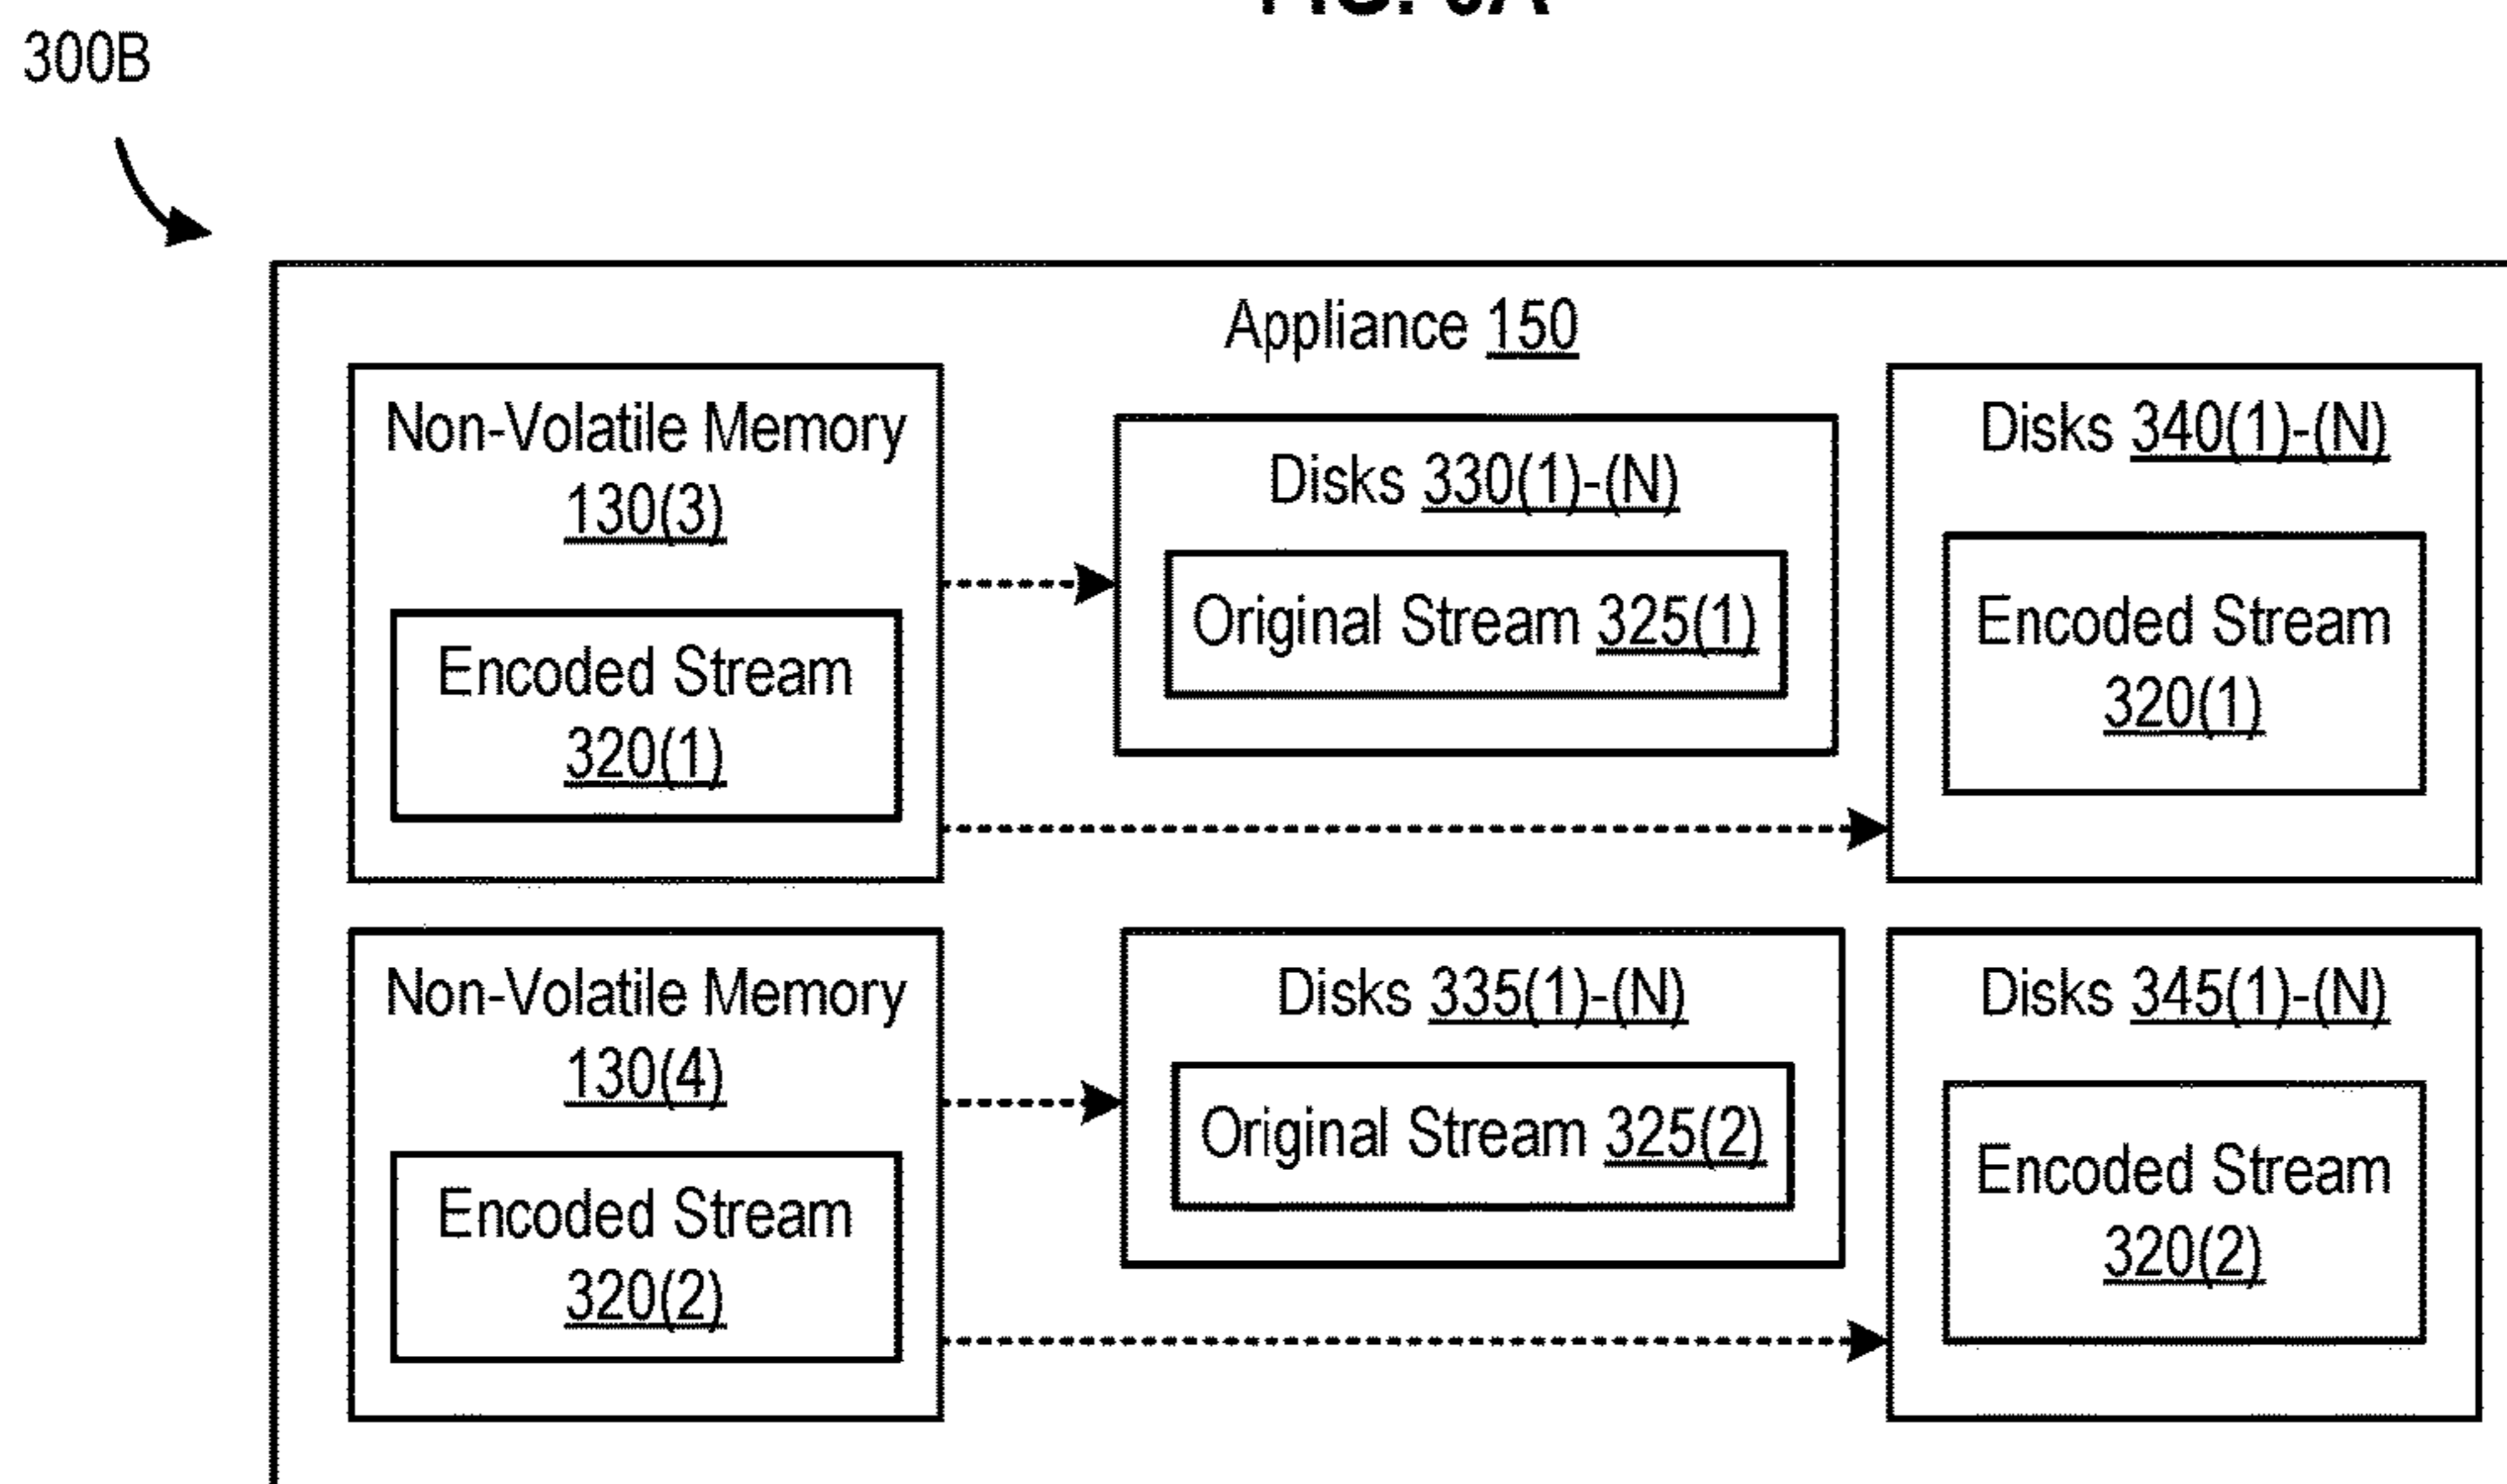 300B
Appliance 150
Non-Volatile Memory
130(3)
Encoded Stream
320(1)
Disks 330(1)-(N)
Original Stream 325(1)
Disks 340(1)-(N)
Encoded Stream
320(1)
Non-Volatile Memory
130(4)
Encoded Stream
320(2)
Disks 335(1)-(N)
Original Stream 325(2)
Disks 345(1)-(N)
Encoded Stream
320(2)